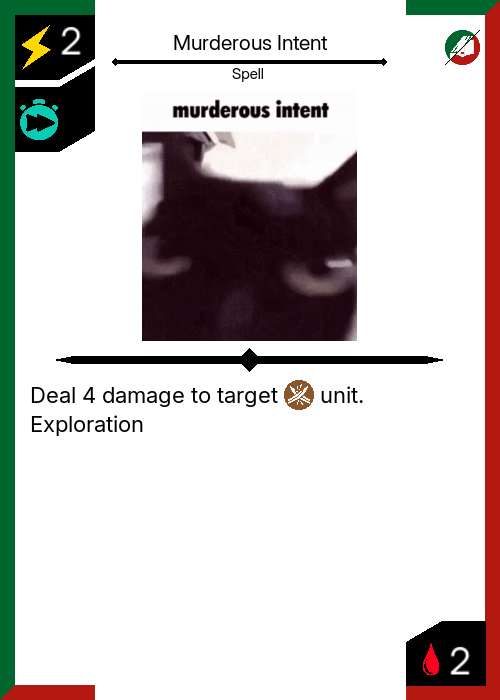 2
Murderous Intent
Spell
murderous intent
Deal 4 damage to target unit.
Exploration
2